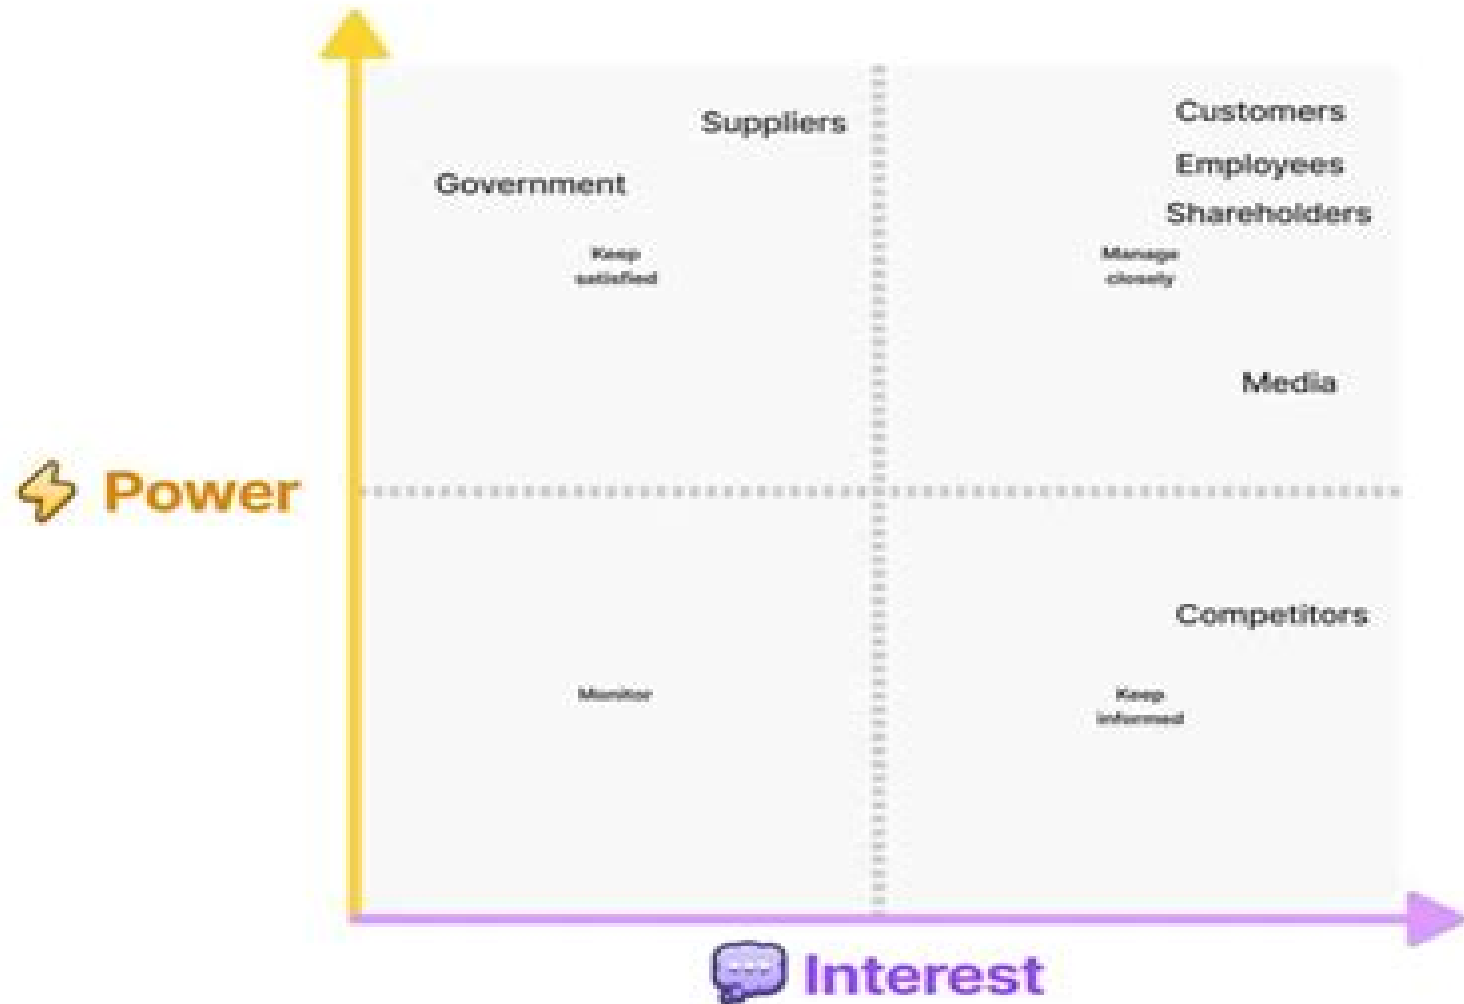 Suppliers
Customers
Government
Employees
Shareholders
Keep
satisfied
Manage
closely
Media
Power
Competitors
Monitor
Keep
informed
Interest